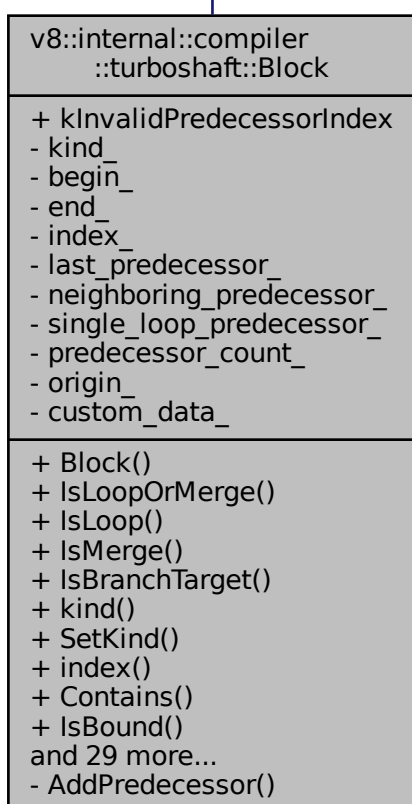 v8::internal::compiler
::turboshaft::Block
+ kInvalidPredecessorIndex
- kind_
- begin_
- end_
- index_
- last_predecessor_
- neighboring_predecessor_
- single_loop_predecessor_
- predecessor_count_
- origin_
- custom_data_
+ Block()
+ IsLoopOrMerge()
+ IsLoop()
+ IsMerge()
+ IsBranchTarget()
+ kind()
+ SetKind()
+ index()
+ Contains()
+ IsBound()
and 29 more...
- AddPredecessor()